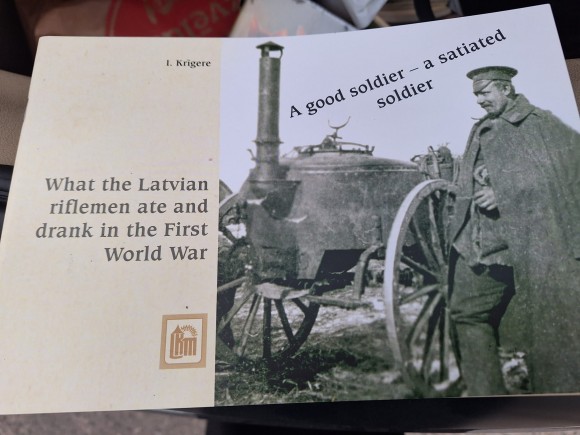 I. Krīgere
A good soldier – a satiated
soldier
What the Latvian
riflemen ate and
drank in the First
World War